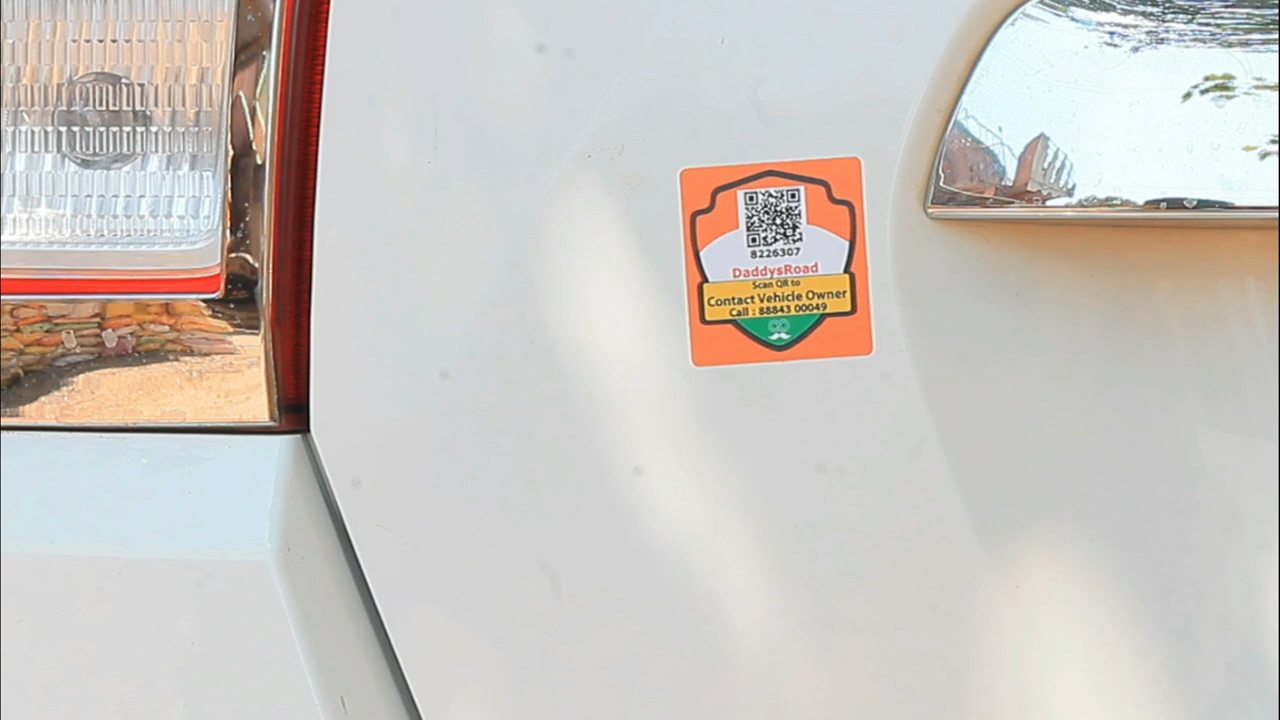 8226307
DaddysRoad
Scan QR to
Contact Vehicle Owner
Call : 88843 00049